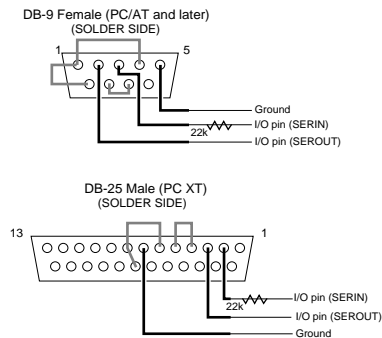 DB-9 Female (PC/AT and later)
(SOLDER SIDE)
1 5
Ground
I/O pin (SERIN)
22k
I/O pin (SEROUT)
DB-25 Male (PC XT)
(SOLDER SIDE)
13 1
I/O pin (SERIN)
22k
I/O pin (SEROUT)
Ground